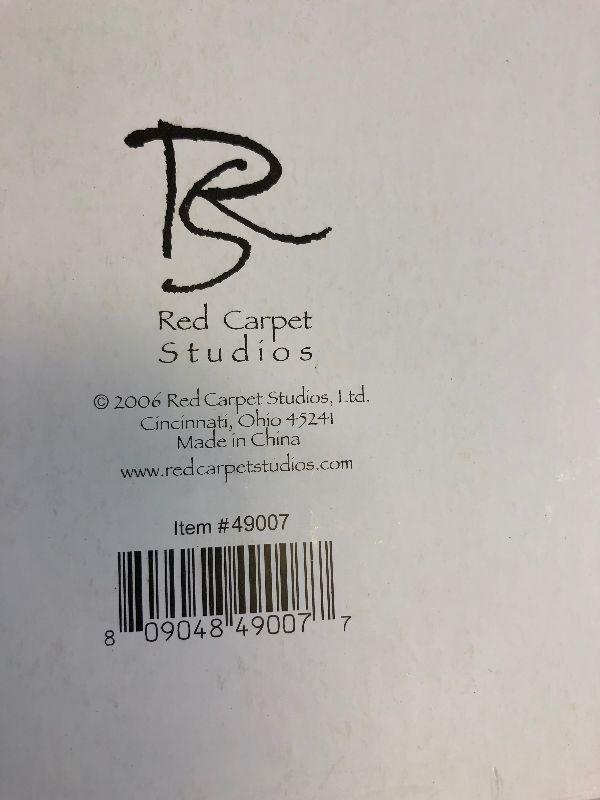 RS
Red Carpet
Studios
© 2006 Red Carpet Studios, Ltd.
Cincinnati, Ohio 45241
Made in China
www.redcarpetstudios.com
Item #49007
8 09048 49007 7